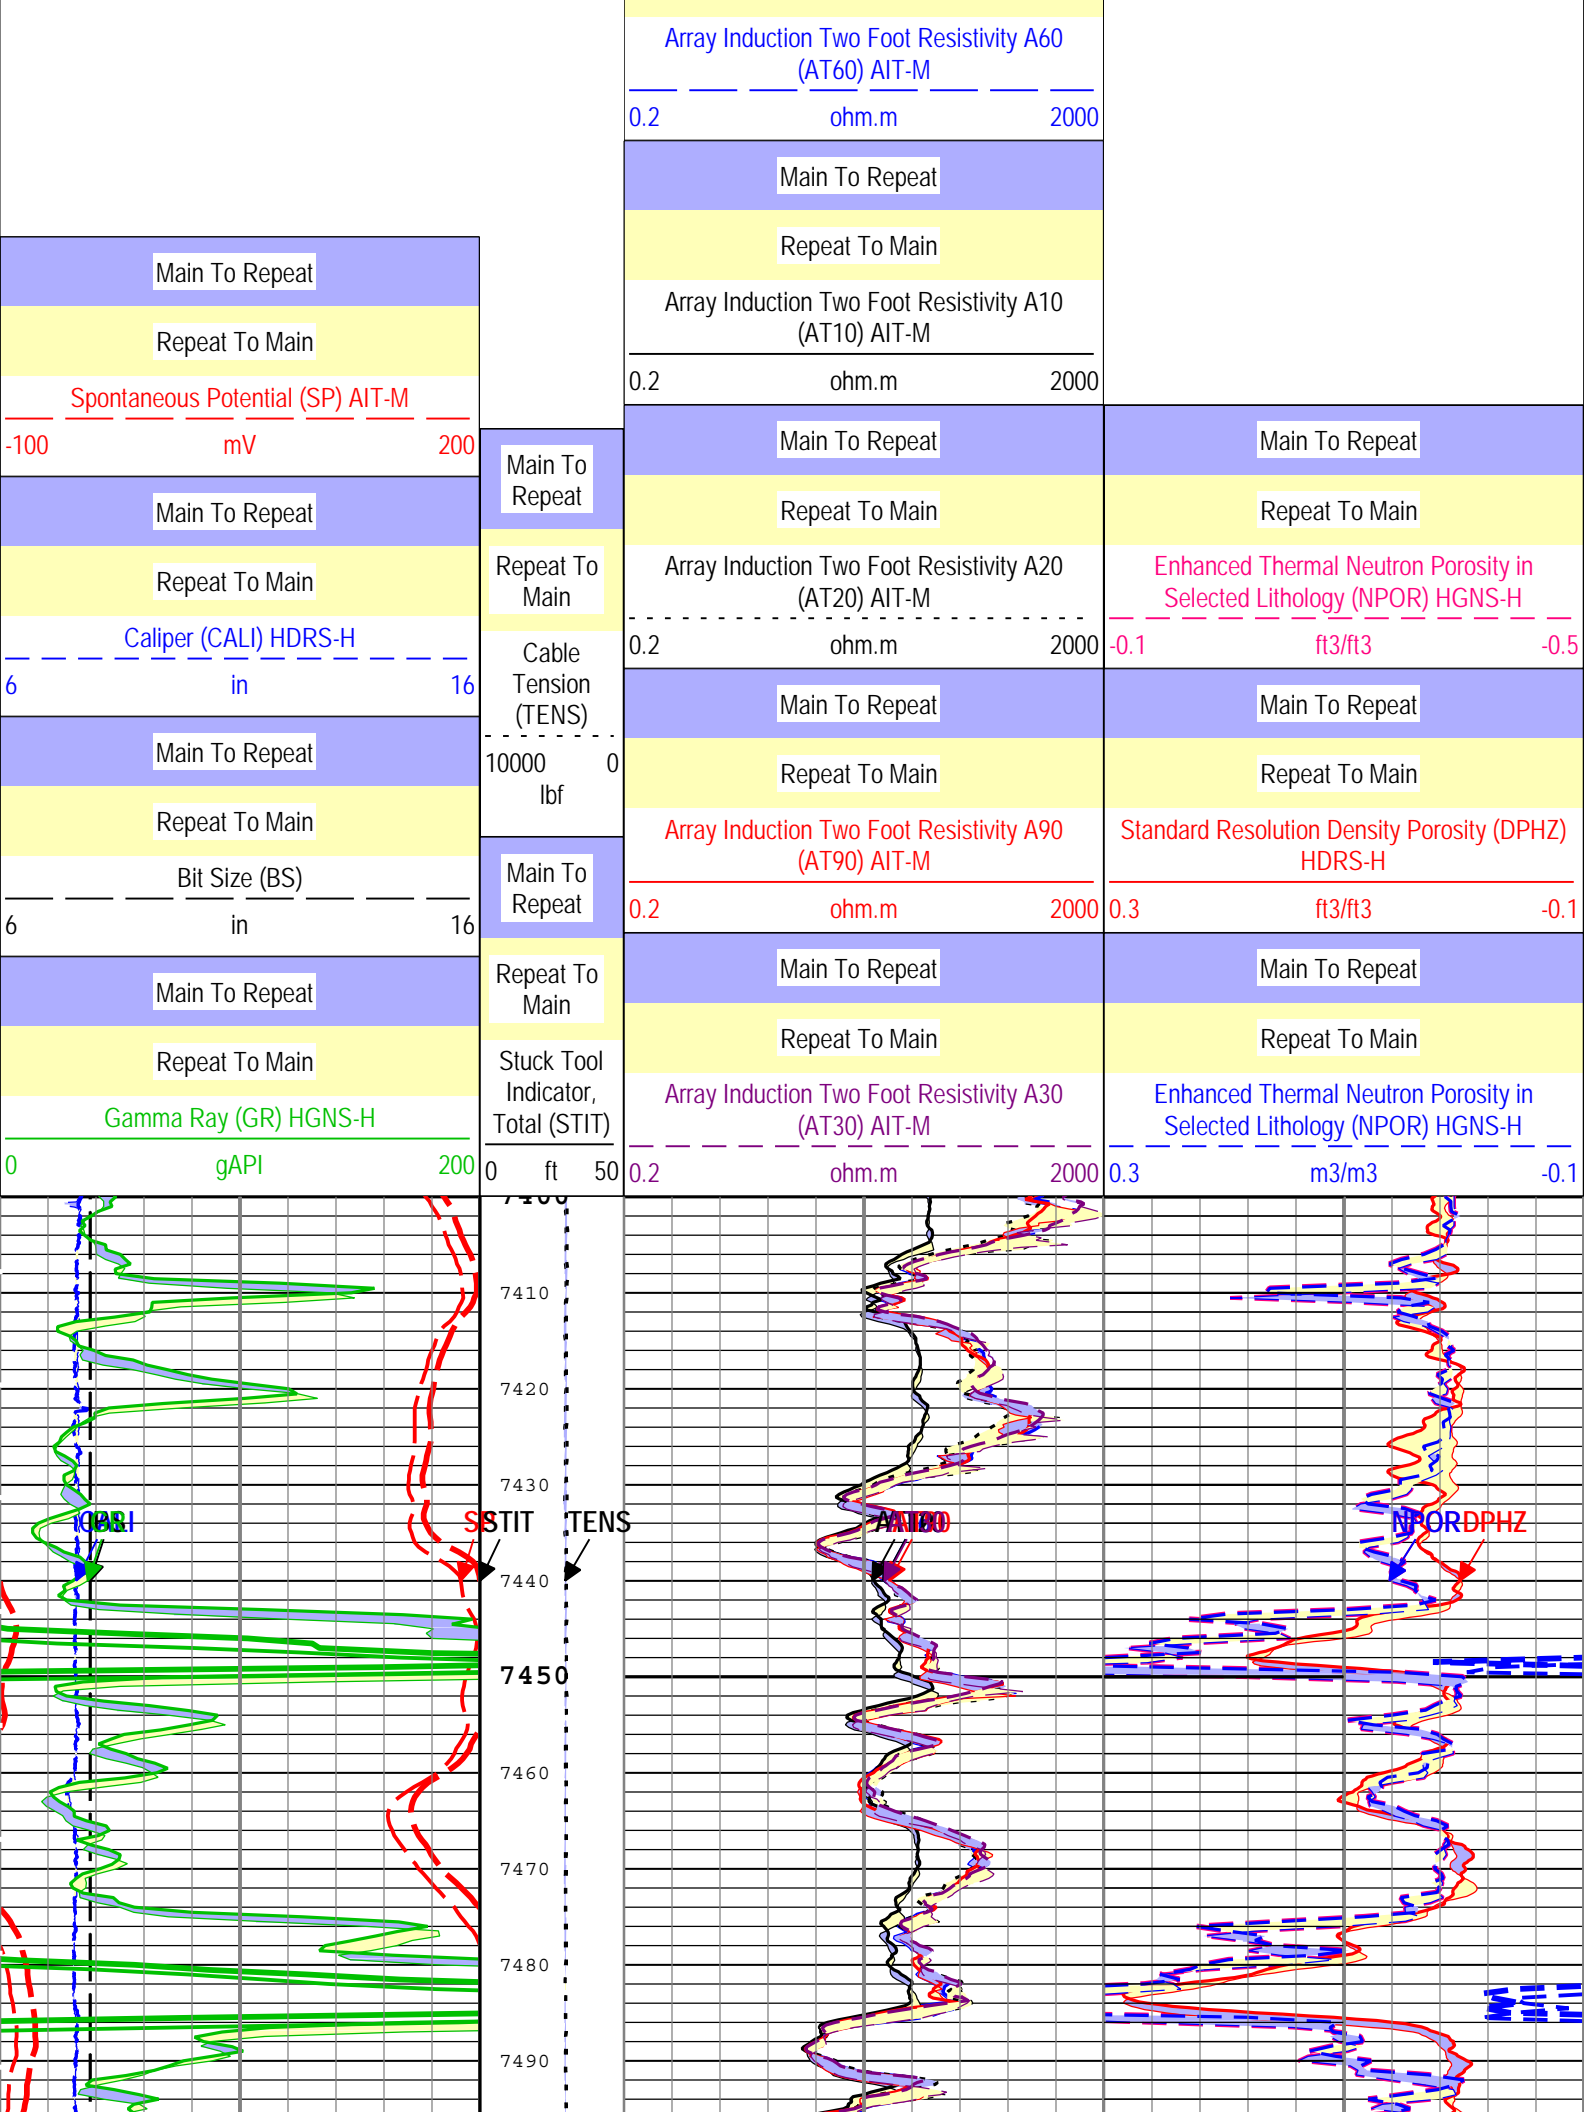 Array Induction Two Foot Resistivity A60
(AT60) AIT-M
0.2 ohm.m 2000
Main To Repeat
Repeat To Main
Array Induction Two Foot Resistivity A10
(AT10) AIT-M
0.2 ohm.m 2000
Main To Repeat
Repeat To Main
Spontaneous Potential (SP) AIT-M
-100 mV 200
Main To Repeat
Repeat To Main
Caliper (CALI) HDRS-H
6 in 16
Main To Repeat
Repeat To Main
Bit Size (BS)
6 in 16
Main To Repeat
Repeat To Main
Gamma Ray (GR) HGNS-H
0 gAPI 200
Main To
Repeat
Repeat To
Main
Cable
Tension
(TENS)
10000 0
lbf
Main To
Repeat
Repeat To
Main
Stuck Tool
Indicator,
Total (STIT)
0 ft 50
Main To Repeat
Repeat To Main
Array Induction Two Foot Resistivity A20
(AT20) AIT-M
0.2 ohm.m 2000
Main To Repeat
Repeat To Main
Array Induction Two Foot Resistivity A90
(AT90) AIT-M
0.2 ohm.m 2000
Main To Repeat
Repeat To Main
Array Induction Two Foot Resistivity A30
(AT30) AIT-M
0.2 ohm.m 2000
Main To Repeat
Repeat To Main
Enhanced Thermal Neutron Porosity in
Selected Lithology (NPOR) HGNS-H
-0.1 ft3/ft3 -0.5
Main To Repeat
Repeat To Main
Standard Resolution Density Porosity (DPHZ)
HDRS-H
0.3 ft3/ft3 -0.1
Main To Repeat
Repeat To Main
Enhanced Thermal Neutron Porosity in
Selected Lithology (NPOR) HGNS-H
0.3 m3/m3 -0.1
7400
7410
7420
7430
STIT TENS NPOR DPHZ
7440
7450
7460
7470
7480
7490